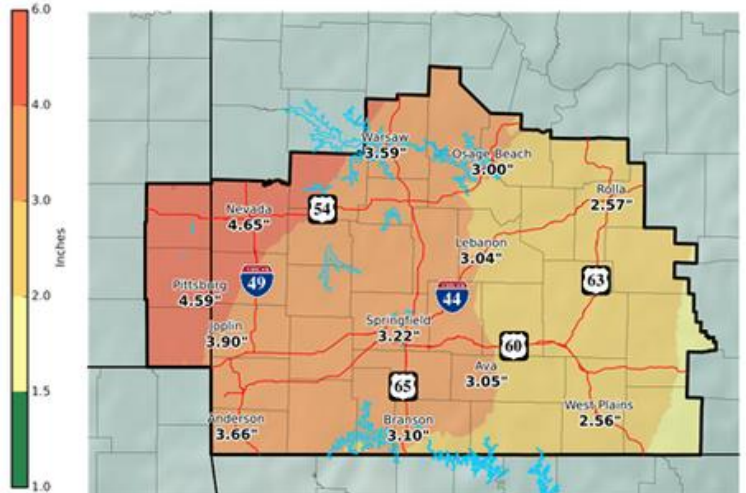 6.0
4.0
3.0
2.0
1.5
1.0
Inches
Warsaw
3.59"
Osage Beach
3.00"
Rolla
2.57"
Nevada
4.65"
54
Lebanon
3.04"
Pittsburg
4.59"
49
44
63
Joplin
3.90"
Springfield
3.22"
60
Ava
3.05"
65
Anderson
3.66"
Branson
3.10"
West Plains
2.56"